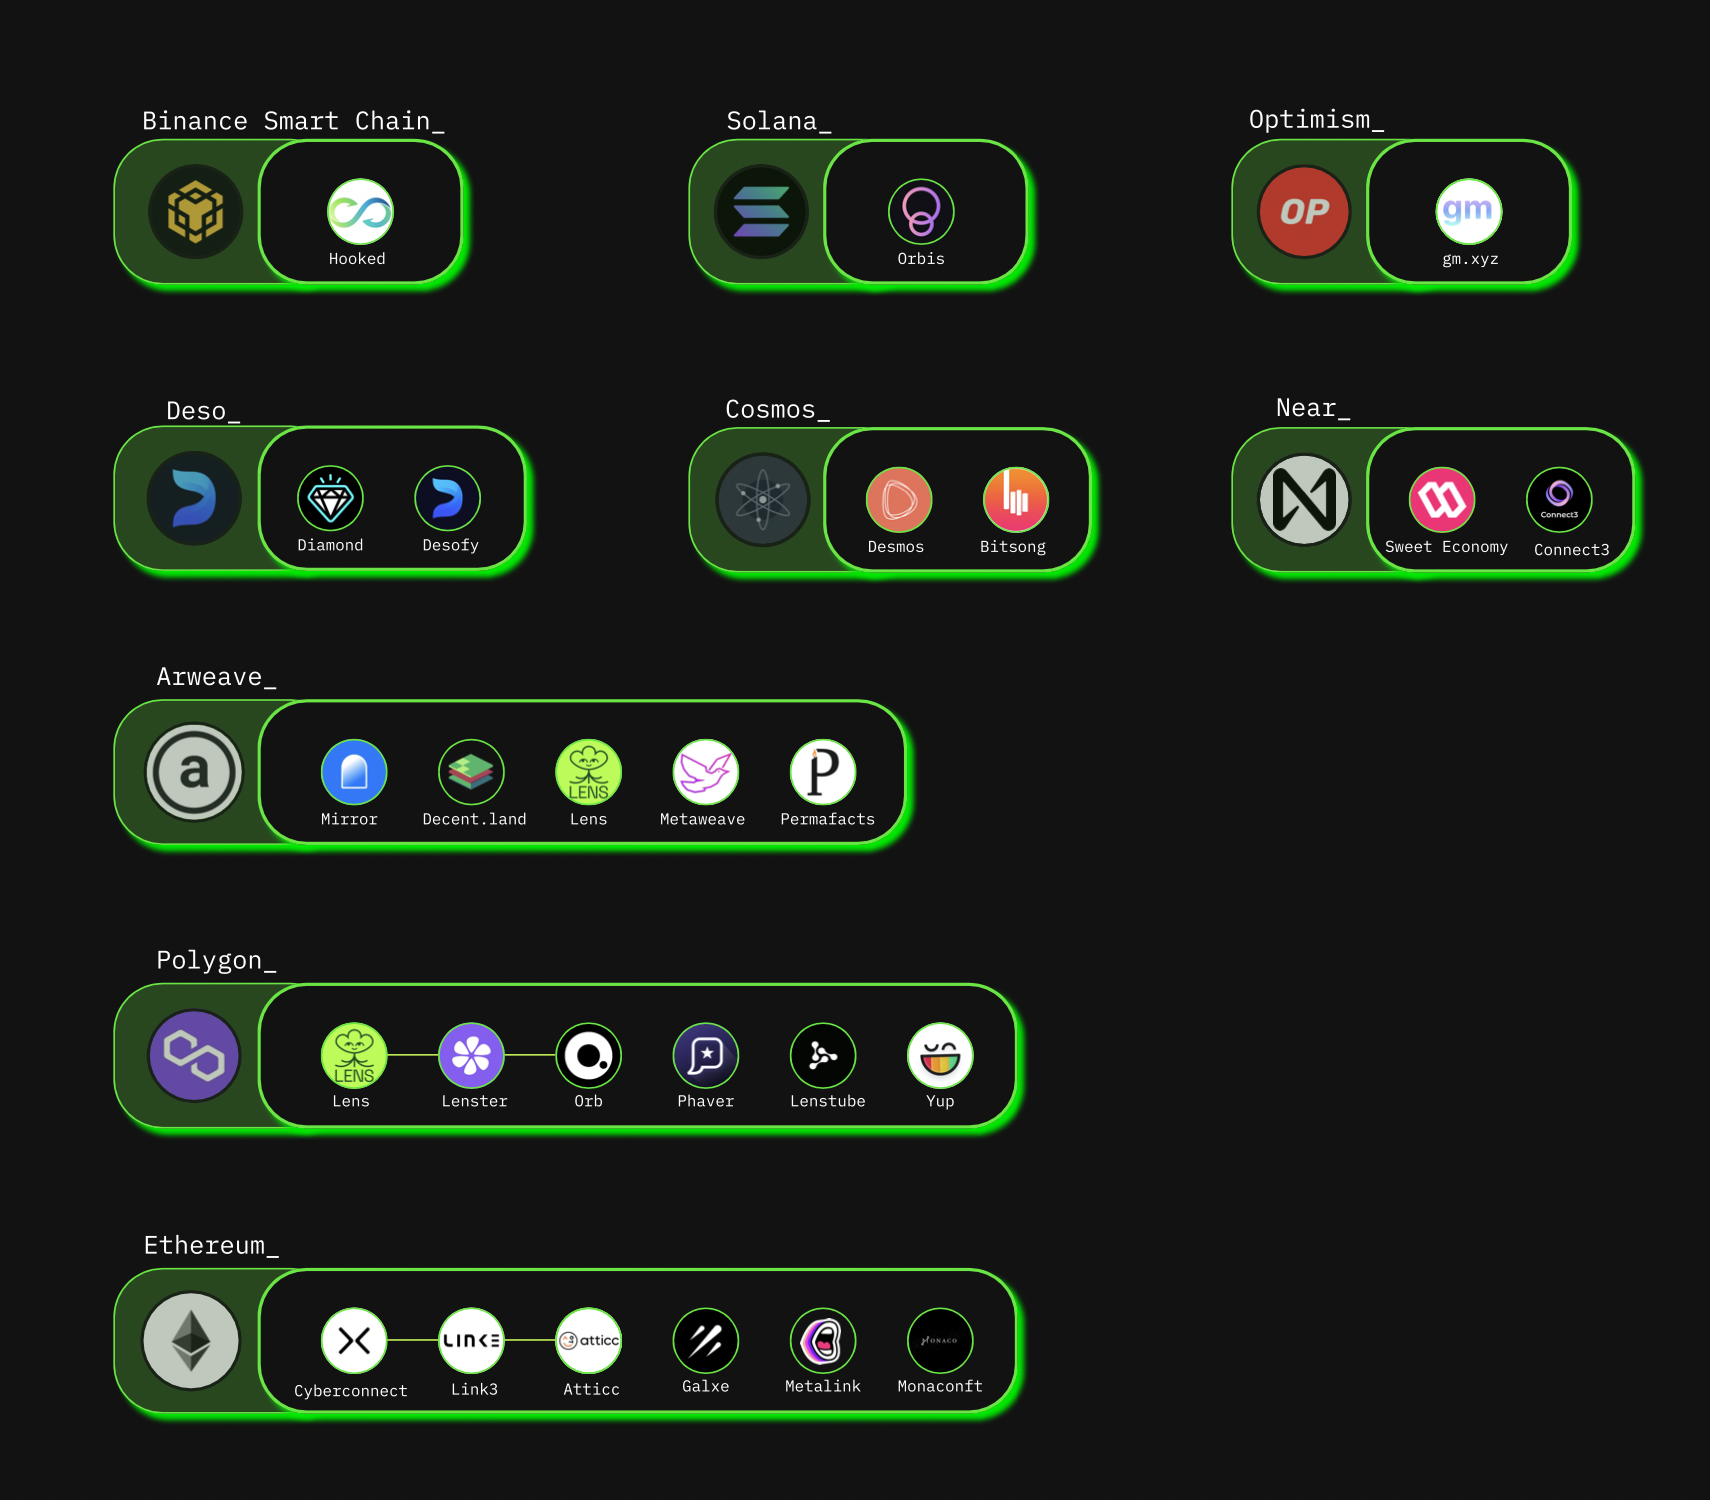 Binance Smart Chain_
Hooked
Solana_
Orbis
Optimism_
OP
gm
gm.xyz
Deso_
Diamond
Desofy
Cosmos_
Desmos
Bitsong
Near_
Connect3
Sweet Economy
Connect3
Arweave_
a
LENS
P
Mirror
Decent.land
Lens
Metaweave
Permafacts
Polygon_
LENS
Lens
Lenster
Orb
Phaver
Lenstube
Yup
Ethereum_
LINK3
atticc
MONACO
Cyberconnect
Link3
Atticc
Galxe
Metalink
Monaconft